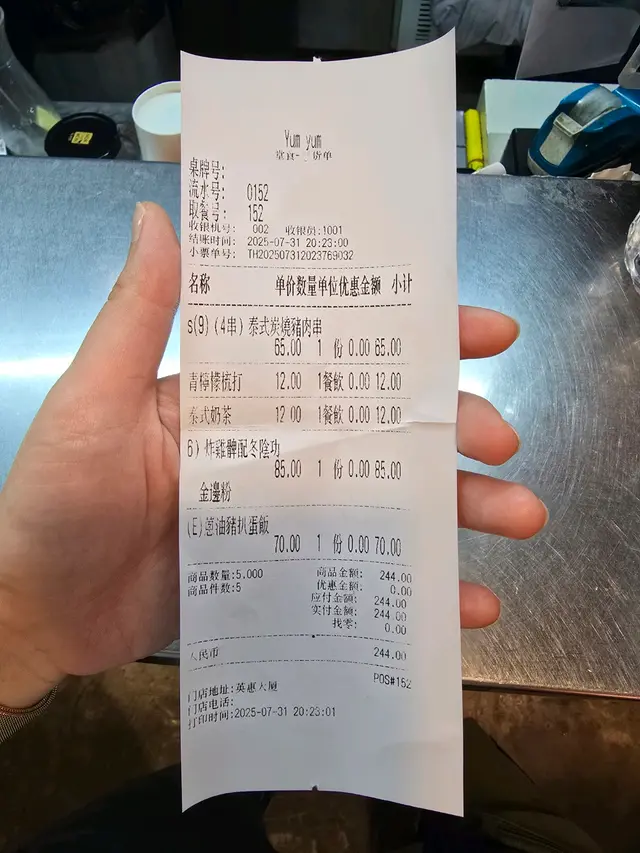 Yum yum
堂食- 货单
桌牌号:
流水号: 0152
取餐号: 152
收银机号: 002 收银员:1001
结账时间: 2025-07-31 20:23:00
小票单号: TH202507312023769032
名称 单价数量单位优惠金额 小计
s(9)(4串)泰式炭燒豬肉串
65.00 1 份 0.00 65.00
青檸檬梳打 12.00 1餐飲 0.00 12.00
泰式奶茶 12.00 1餐飲 0.00 12.00
6) 炸雞髀配冬陰功
85.00 1 份 0.00 85.00
金邊粉
(E)蔥油豬扒蛋飯
70.00 1 份 0.00 70.00
商品数量:5.000 商品金额: 244.00
商品件数:5 优惠金额: 0.00
应付金额: 244.00
实付金额: 244.00
找零: 0.00
人民币 244.00
POS#152
门店地址:英惠大厦
门店电话:
打印时间:2025-07-31 20:23:01